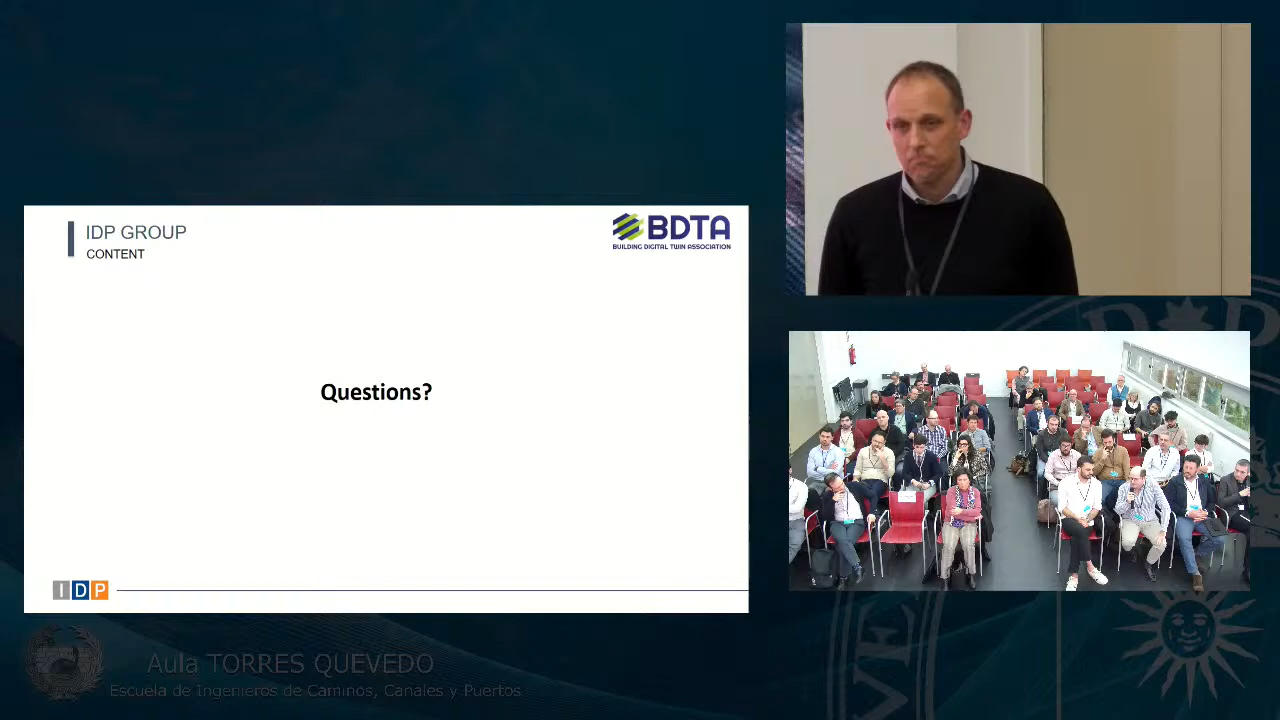 IDP GROUP
CONTENT
BDTA
BUILDING DIGITAL TWIN ASSOCIATION
Questions?
IDP
Aula TORRES QUEVEDO
Escuela de Ingenieros de Caminos, Canales y Puertos